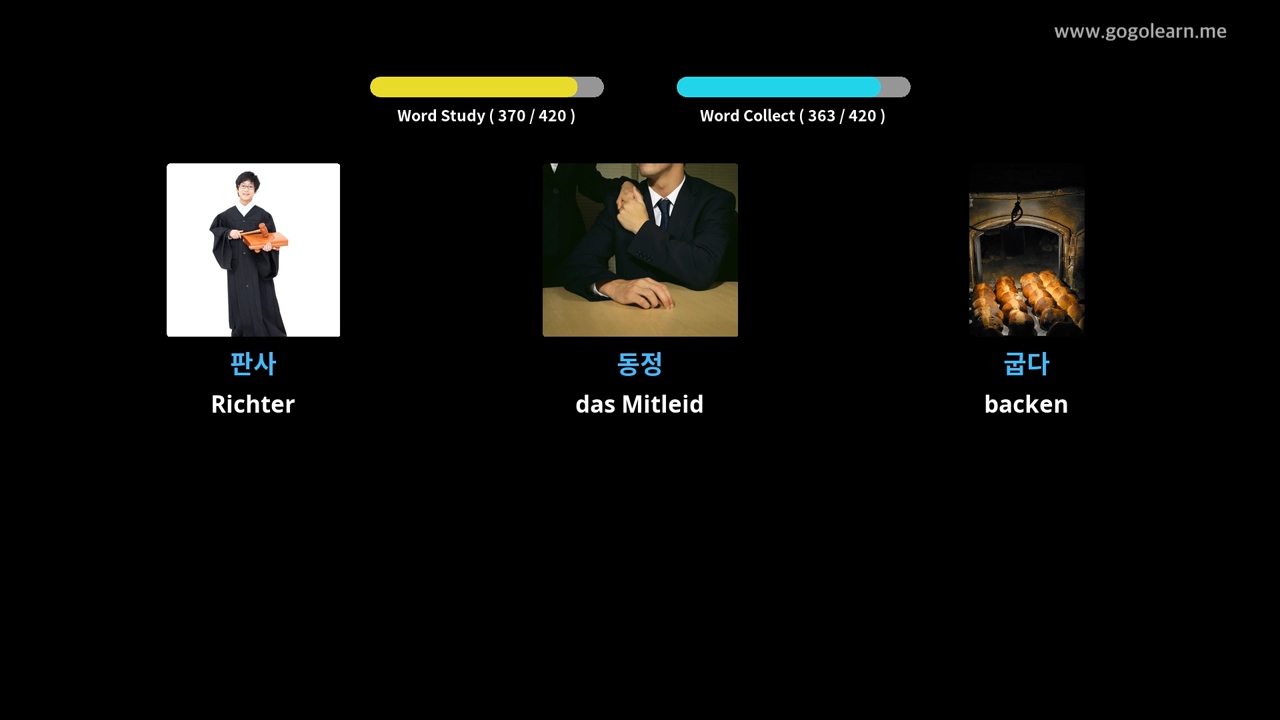 www.gogolearn.me
Word Study ( 370 / 420 )
Word Collect ( 363 / 420 )
판사
동정
굽다
Richter
das Mitleid
backen